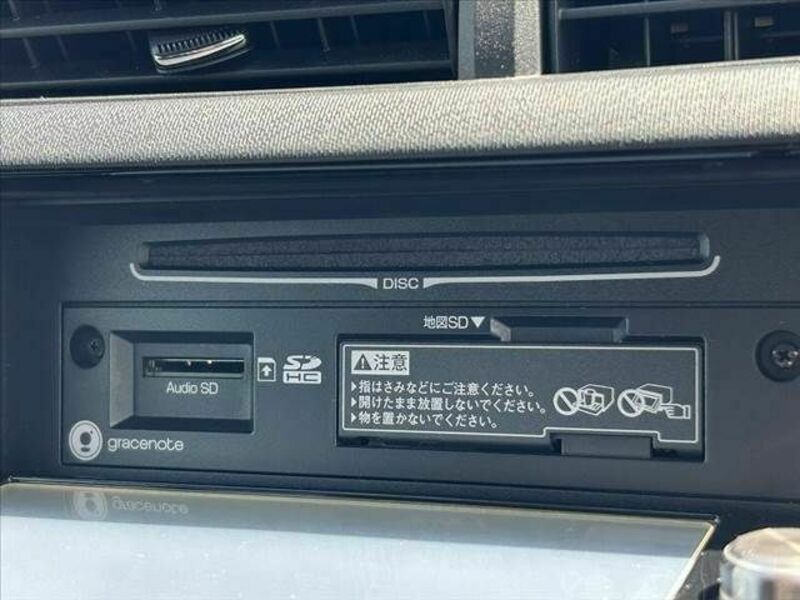 DISC
地図SD▼
Audio SD
SD
HC
⚠注意
▶指はさみなどにご注意ください。
▶開けたまま放置しないでください。
▶物を置かないでください。
gracenote
gracenote